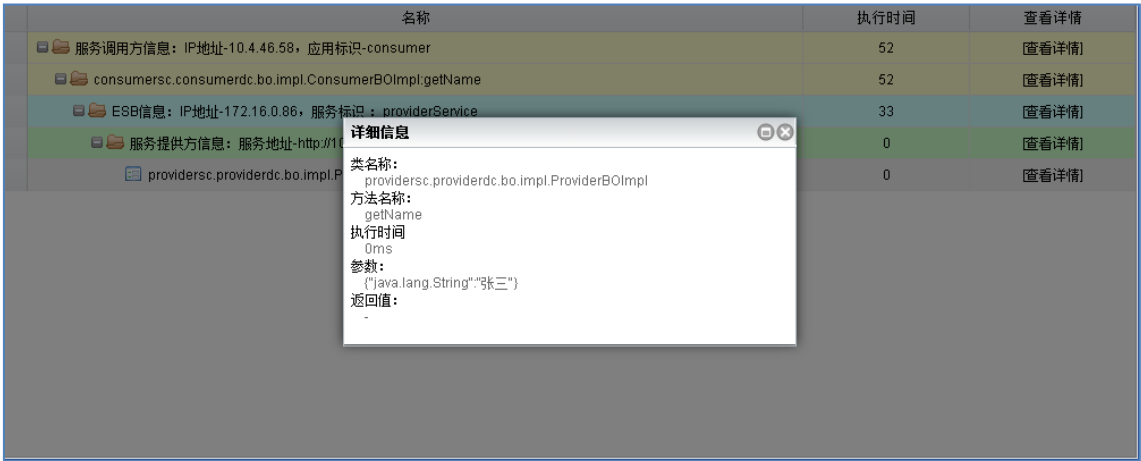 名称 执行时间 查看详情
服务调用方信息：IP地址-10.4.46.58，应用标识-consumer 52 [查看详情]
consumersc.consumerdc.bo.impl.ConsumerBOImpl:getName 52 [查看详情]
ESB信息：IP地址-172.16.0.86，服务标识：providerService 33 [查看详情]
服务提供方信息：服务地址-http://10 0 [查看详情]
providersc.providerdc.bo.impl.P 0 [查看详情]
详细信息
类名称：
providersc.providerdc.bo.impl.ProviderBOImpl
方法名称：
getName
执行时间
0ms
参数：
{"java.lang.String":"张三"}
返回值：
-